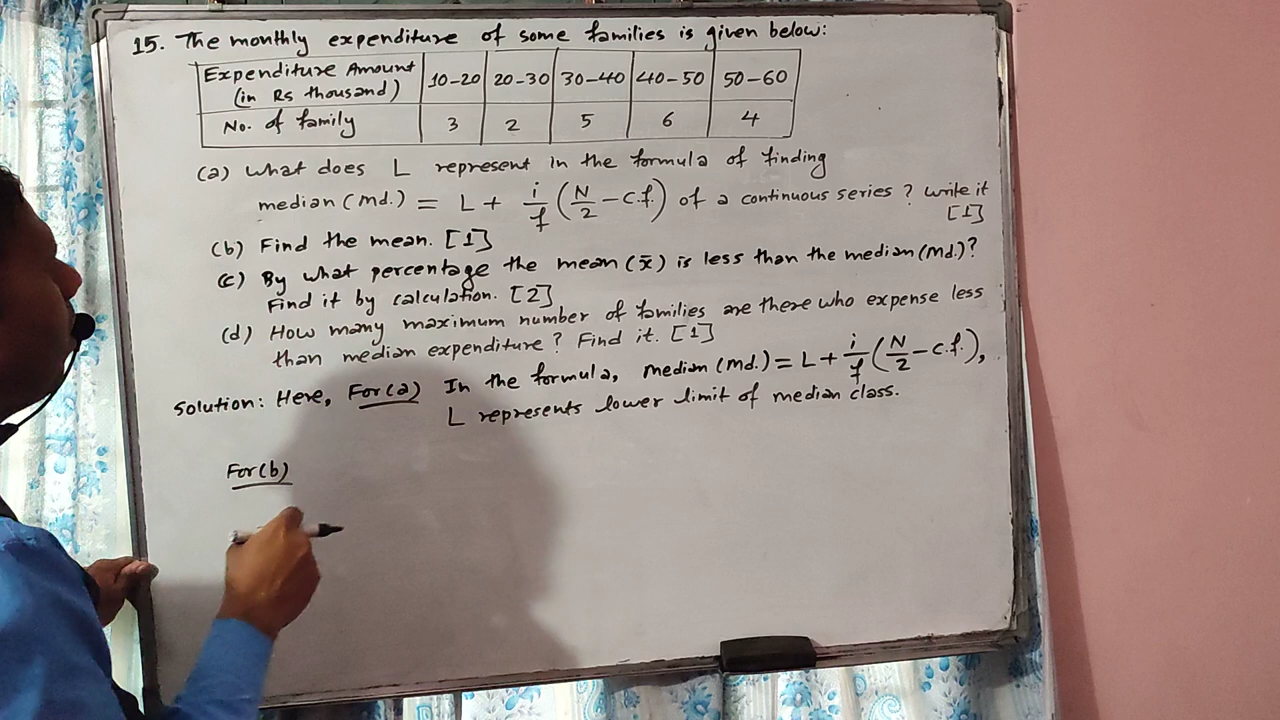 15. The monthly expenditure of some families is given below:
Expenditure Amount (in Rs thousand) 10-20 20-30 30-40 40-50 50-60
No. of family 3 2 5 6 4
(a) What does L represent in the formula of finding
median (md.) = L + i/f (N/2 - c.f.) of a continuous series? Write it [1]
(b) Find the mean. [1]
(c) By what percentage the mean (x̄) is less than the median (Md.)?
Find it by calculation. [2]
(d) How many maximum number of families are there who expense less
than median expenditure? Find it. [1]
Solution: Here, For(a) In the formula, median (md.) = L + i/f (N/2 - c.f.),
L represents lower limit of median class.
For(b)